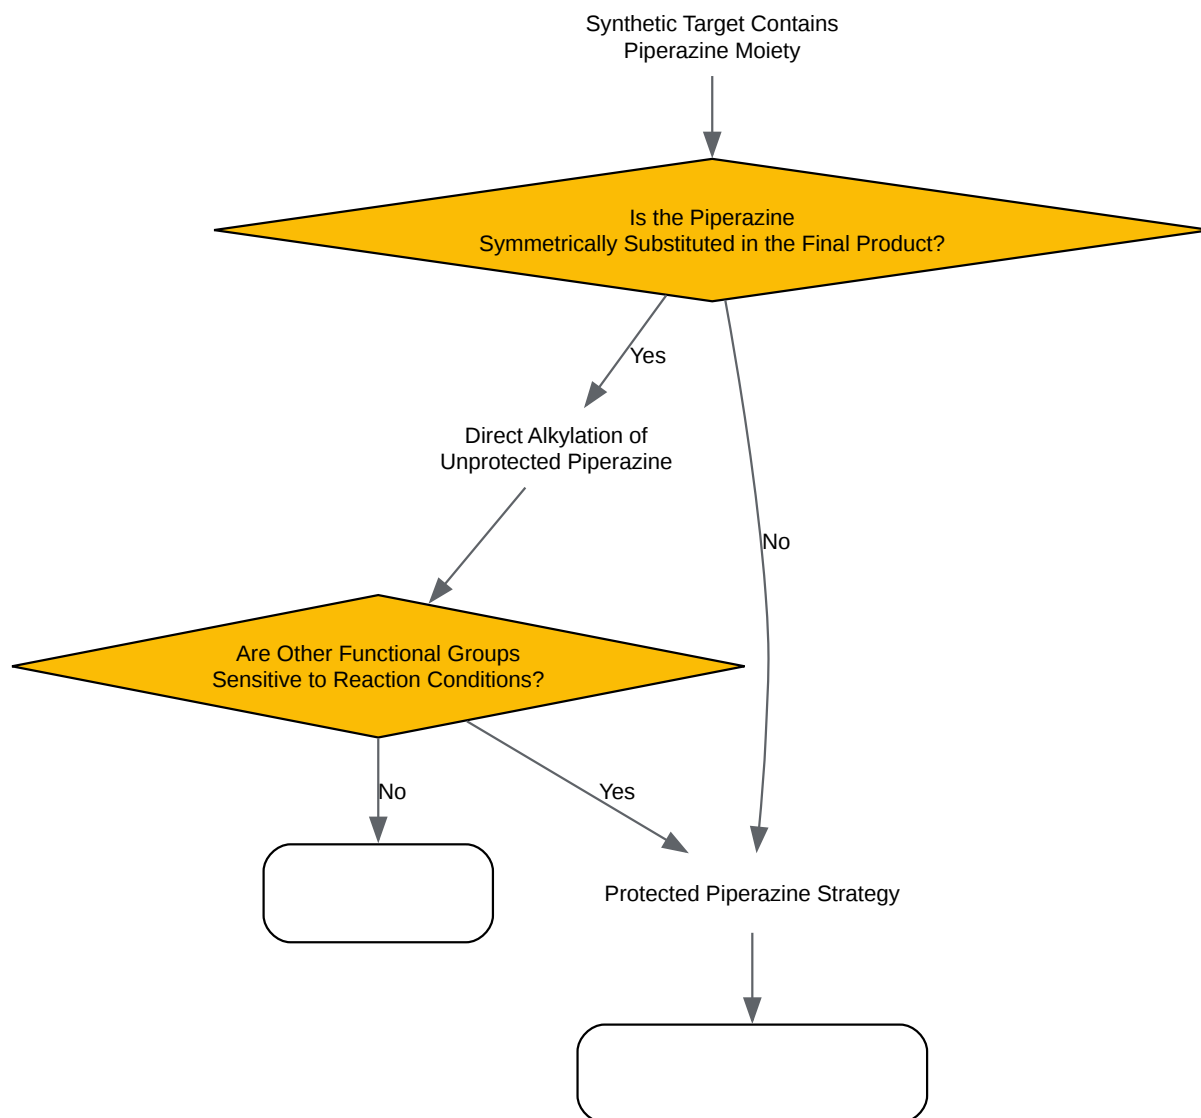 Synthetic Target Contains
Piperazine Moiety
Is the Piperazine
Symmetrically Substituted in the Final Product?
Yes
Direct Alkylation of
Unprotected Piperazine
No
Are Other Functional Groups
Sensitive to Reaction Conditions?
No
Yes
Protected Piperazine Strategy